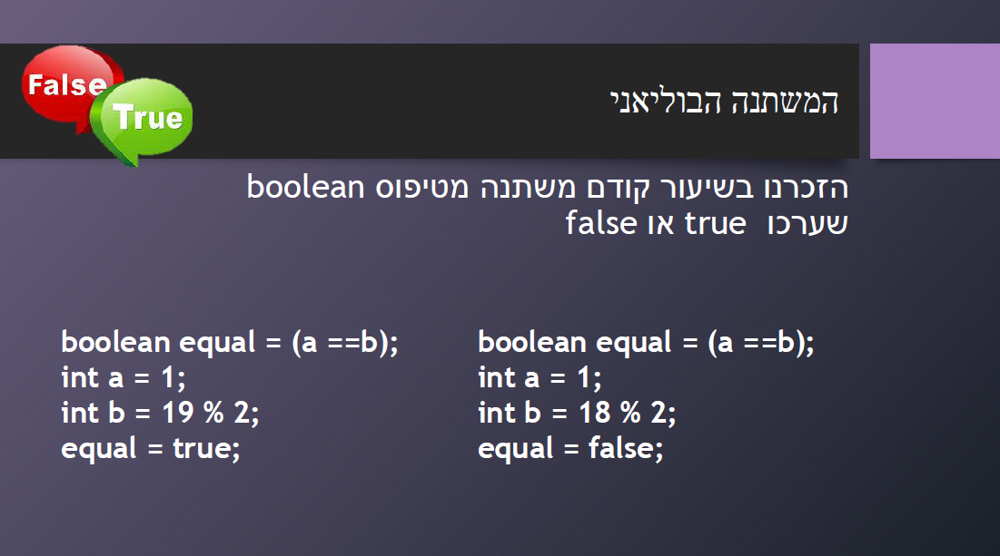 False
True
המשתנה הבוליאני
הזכרנו בשיעור קודם משתנה מטיפוס boolean
שערכו true או false
boolean equal = (a ==b);
int a = 1;
int b = 19 % 2;
equal = true;
boolean equal = (a ==b);
int a = 1;
int b = 18 % 2;
equal = false;